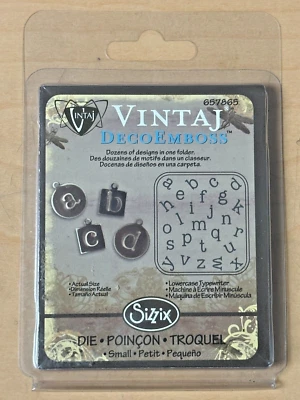 657865
VINTAJ
VINTAJ
DECOEMBOSS™
Dozens of designs in one folder.
Des douzaines de motifs dans un classeur.
Docenas de diseños en una carpeta.
a b c d
a b c d
h e f g
o l i m j k
n p
s p t q u
y v z w x
•Actual Size
•Dimension Réelle
•Tamaño Actual
•Lowercase Typewriter
•Machine à Écrire Minuscule
•Máquina de Escribir Minúscula
Sizzix
DIE • POINÇON • TROQUEL
•Small •Petit •Pequeño